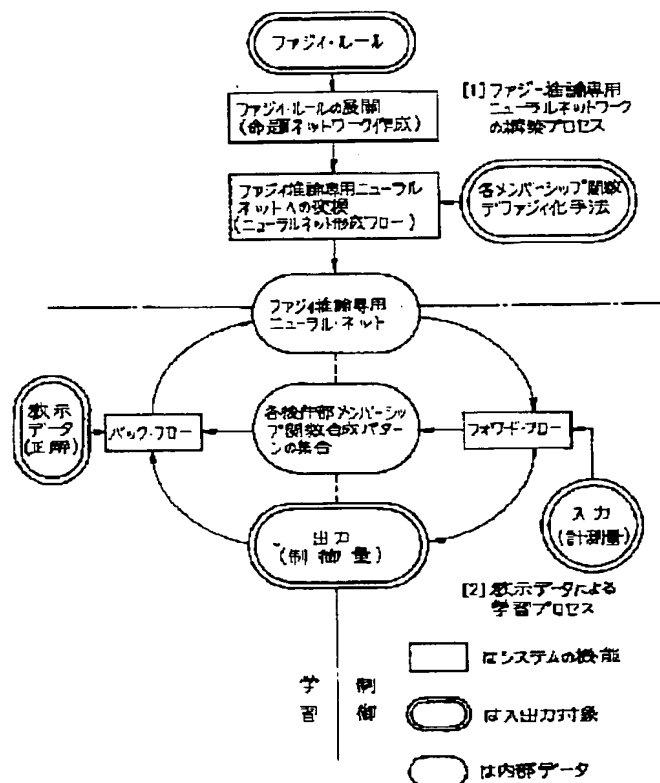 ファジィ・ルール
ファジィ・ルールの展開
(命題ネットワーク作成)
[1]ファジー推論専用
ニューラルネットワーク
の構築プロセス
ファジィ推論専用ニューラル
ネットへの変換
(ニューラルネット形成フロー)
各メンバーシップ関数
デファジィ化手法
ファジィ推論専用
ニューラル・ネット
教示
データ
(正解)
バック・フロー
各後件部メンバーシッ
プ関数合成パター
ンの集合
フォワード・フロー
出力
(制御量)
入力
(計測量)
[2]教示データによる
学習プロセス
学習
制御
はシステムの機能
は入出力対象
は内部データ